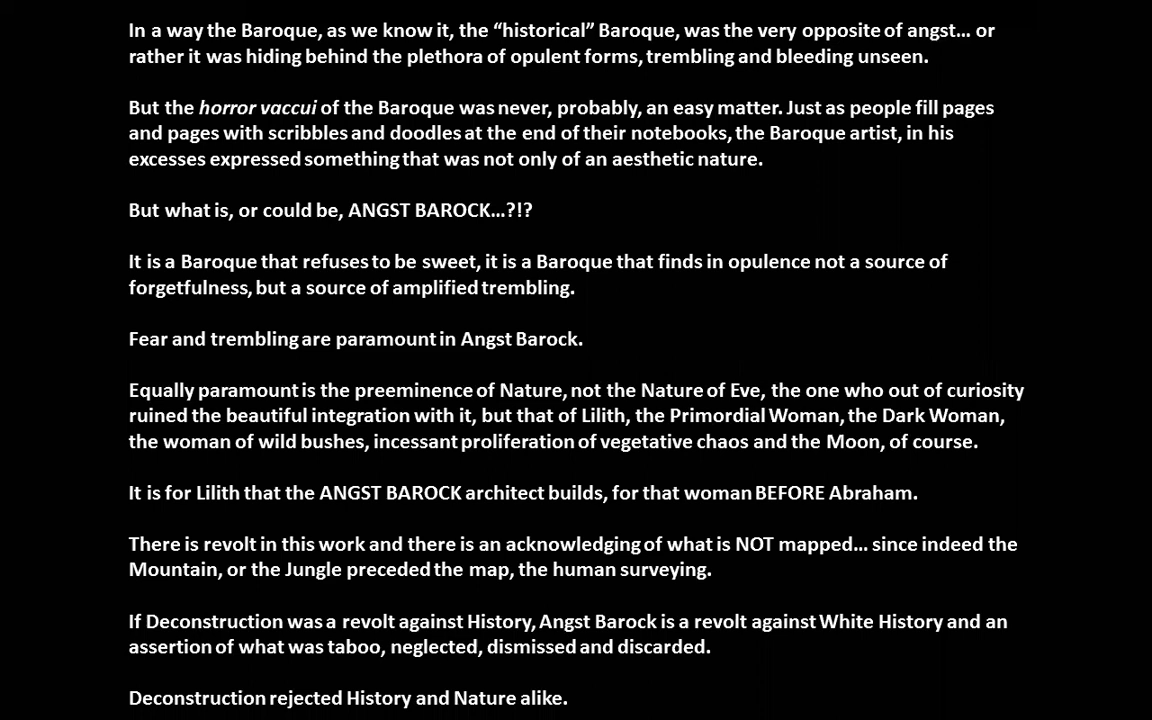 In a way the Baroque, as we know it, the “historical” Baroque, was the very opposite of angst… or
rather it was hiding behind the plethora of opulent forms, trembling and bleeding unseen.
But the horror vaccui of the Baroque was never, probably, an easy matter. Just as people fill pages
and pages with scribbles and doodles at the end of their notebooks, the Baroque artist, in his
excesses expressed something that was not only of an aesthetic nature.
But what is, or could be, ANGST BAROCK…?!?
It is a Baroque that refuses to be sweet, it is a Baroque that finds in opulence not a source of
forgetfulness, but a source of amplified trembling.
Fear and trembling are paramount in Angst Barock.
Equally paramount is the preeminence of Nature, not the Nature of Eve, the one who out of curiosity
ruined the beautiful integration with it, but that of Lilith, the Primordial Woman, the Dark Woman,
the woman of wild bushes, incessant proliferation of vegetative chaos and the Moon, of course.
It is for Lilith that the ANGST BAROCK architect builds, for that woman BEFORE Abraham.
There is revolt in this work and there is an acknowledging of what is NOT mapped… since indeed the
Mountain, or the Jungle preceded the map, the human surveying.
If Deconstruction was a revolt against History, Angst Barock is a revolt against White History and an
assertion of what was taboo, neglected, dismissed and discarded.
Deconstruction rejected History and Nature alike.